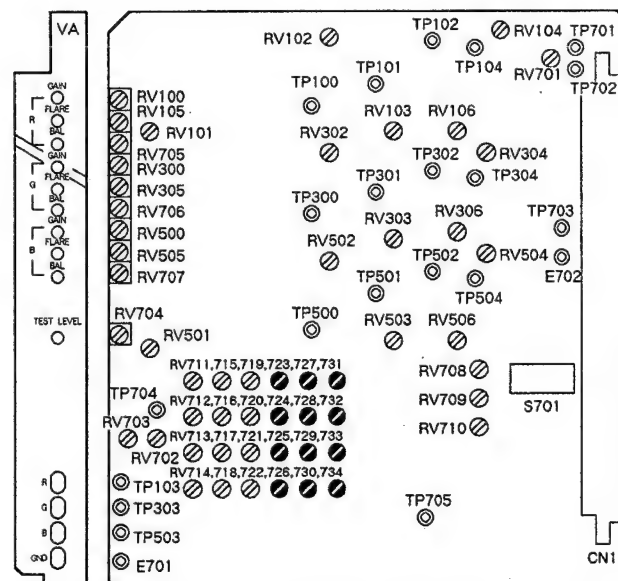 VA
GAIN
R
FLARE
BAL
GAIN
G
FLARE
BAL
GAIN
B
FLARE
BAL
TEST LEVEL
R
G
B
GND
RV102
TP102
RV104
TP701
TP104
RV701
TP702
TP101
RV100
TP100
RV105
RV101
RV103
RV106
RV705
RV302
RV300
TP302
RV304
TP304
RV305
TP301
RV706
TP300
RV306
TP703
RV500
RV303
RV505
RV502
TP502
RV504
E702
RV707
TP501
TP504
RV704
TP500
RV501
RV503
RV506
RV711,715,719,723,727,731
RV708
TP704
RV712,716,720,724,728,732
RV709
S701
RV703
RV713,717,721,725,729,733
RV710
RV702
RV714,718,722,726,730,734
TP103
TP303
TP705
TP503
E701
CN1